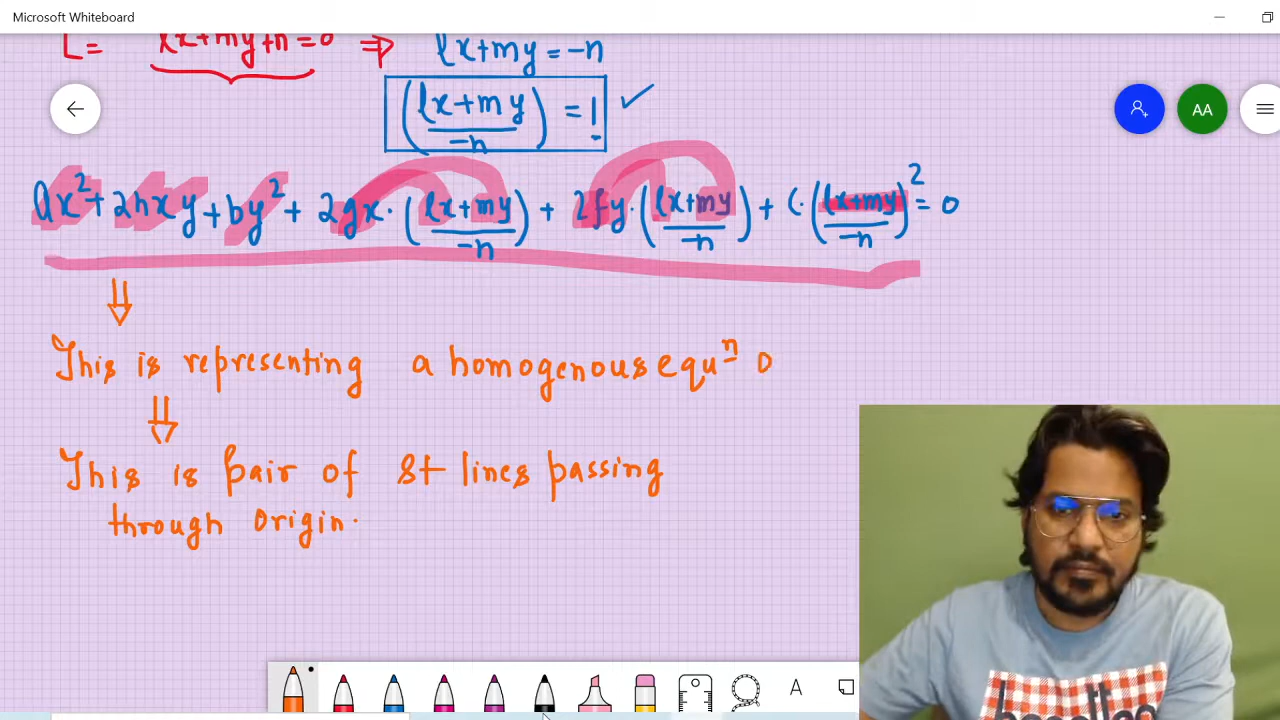 Microsoft Whiteboard
L= lx+my+n=0 ⇒ lx+my=-n
(lx+my/-n) = 1 ✓
AA
ax²+2hxy+by²+2gx·(lx+my/-n)+2fy·(lx+my/-n)+c·(lx+my/-n)²=0
This is representing a homogenous equⁿ o
This is pair of st lines passing
through origin.
A